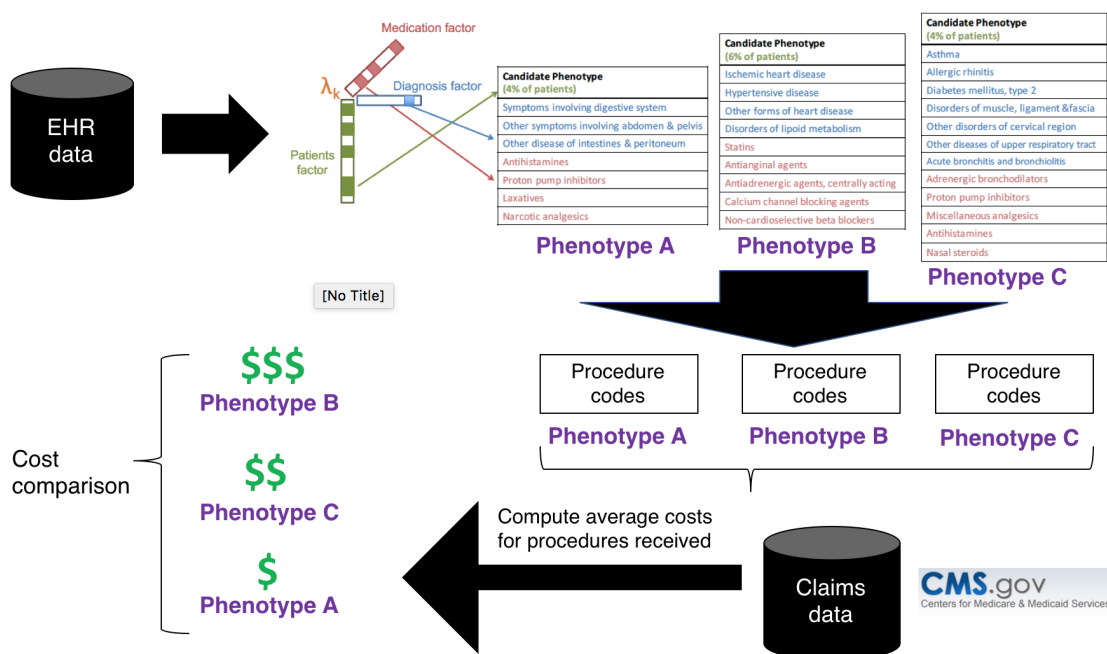 EHR
data
Medication factor
λk
Diagnosis factor
Patients
factor
Candidate Phenotype
(4% of patients)
Symptoms involving digestive system
Other symptoms involving abdomen & pelvis
Other disease of intestines & peritoneum
Antihistamines
Proton pump inhibitors
Laxatives
Narcotic analgesics
Phenotype A
Candidate Phenotype
(6% of patients)
Ischemic heart disease
Hypertensive disease
Other forms of heart disease
Disorders of lipoid metabolism
Statins
Antianginal agents
Antiadrenergic agents, centrally acting
Calcium channel blocking agents
Non-cardioselective beta blockers
Phenotype B
Candidate Phenotype
(4% of patients)
Asthma
Allergic rhinitis
Diabetes mellitus, type 2
Disorders of muscle, ligament &fascia
Other disorders of cervical region
Other diseases of upper respiratory tract
Acute bronchitis and bronchiolitis
Adrenergic bronchodilators
Proton pump inhibitors
Miscellaneous analgesics
Antihistamines
Nasal steroids
Phenotype C
[No Title]
Procedure
codes
Phenotype A
Procedure
codes
Phenotype B
Procedure
codes
Phenotype C
Cost
comparison
$$$
Phenotype B
$$
Phenotype C
$
Phenotype A
Compute average costs
for procedures received
Claims
data
CMS.gov
Centers for Medicare & Medicaid Services